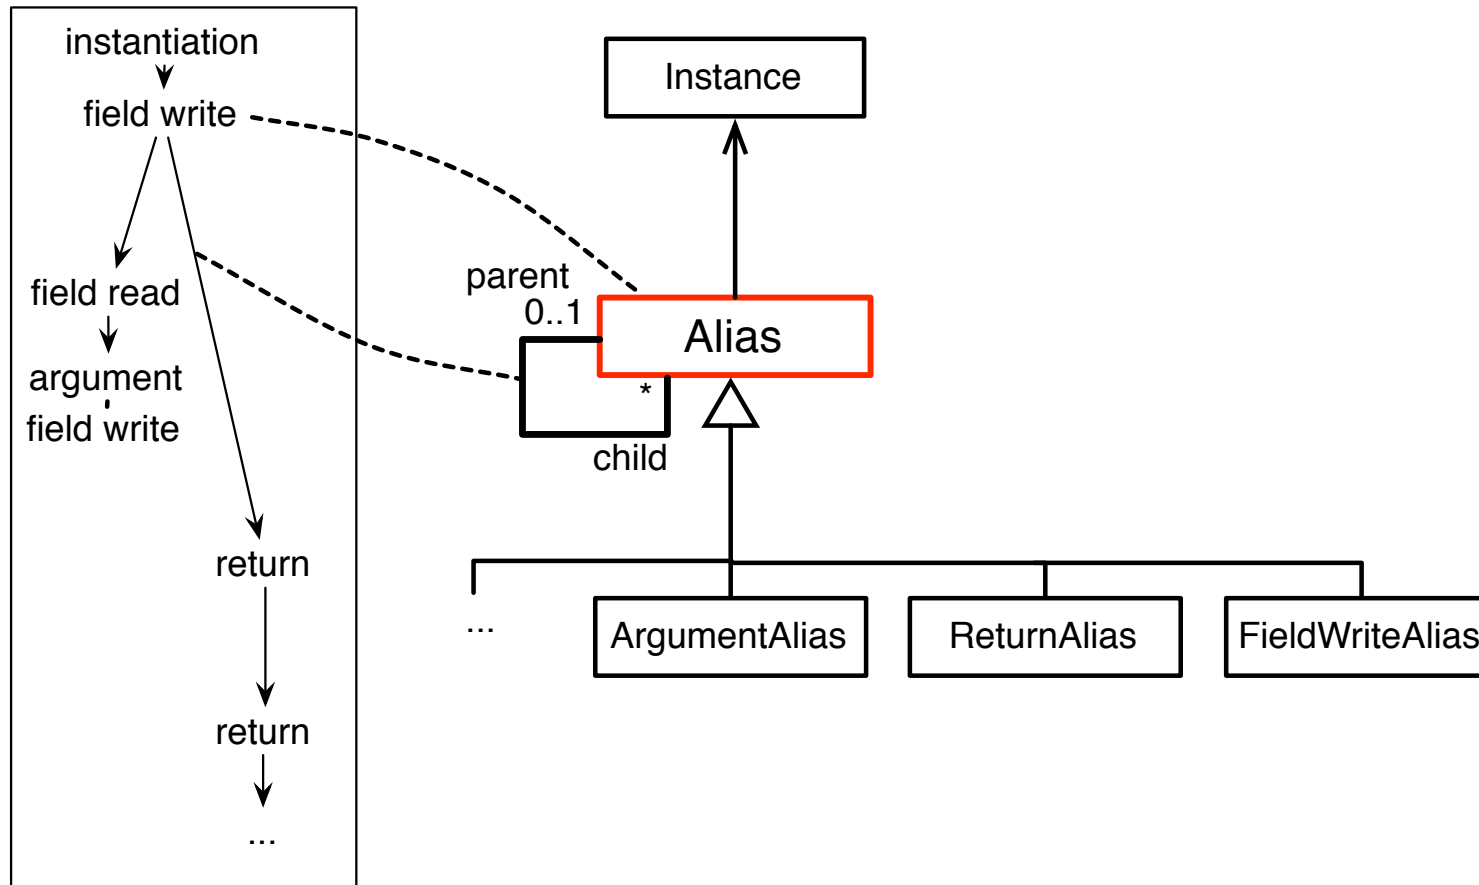 instantiation
field write
field read
argument
field write
return
return
...
Instance
parent
0..1
Alias
*
child
...
ArgumentAlias
ReturnAlias
FieldWriteAlias